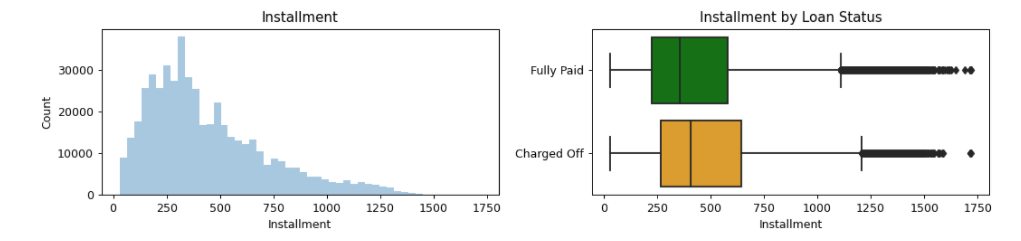 Installment
Count
30000
20000
10000
0
0 250 500 750 1000 1250 1500 1750
Installment
Installment by Loan Status
Fully Paid
Charged Off
0 250 500 750 1000 1250 1500 1750
Installment